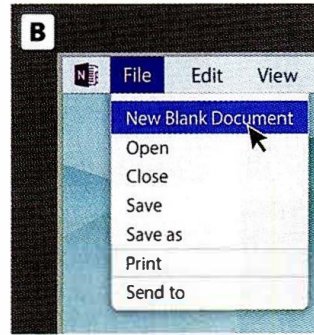 B
N File Edit View
New Blank Document
Open
Close
Save
Save as
Print
Send to